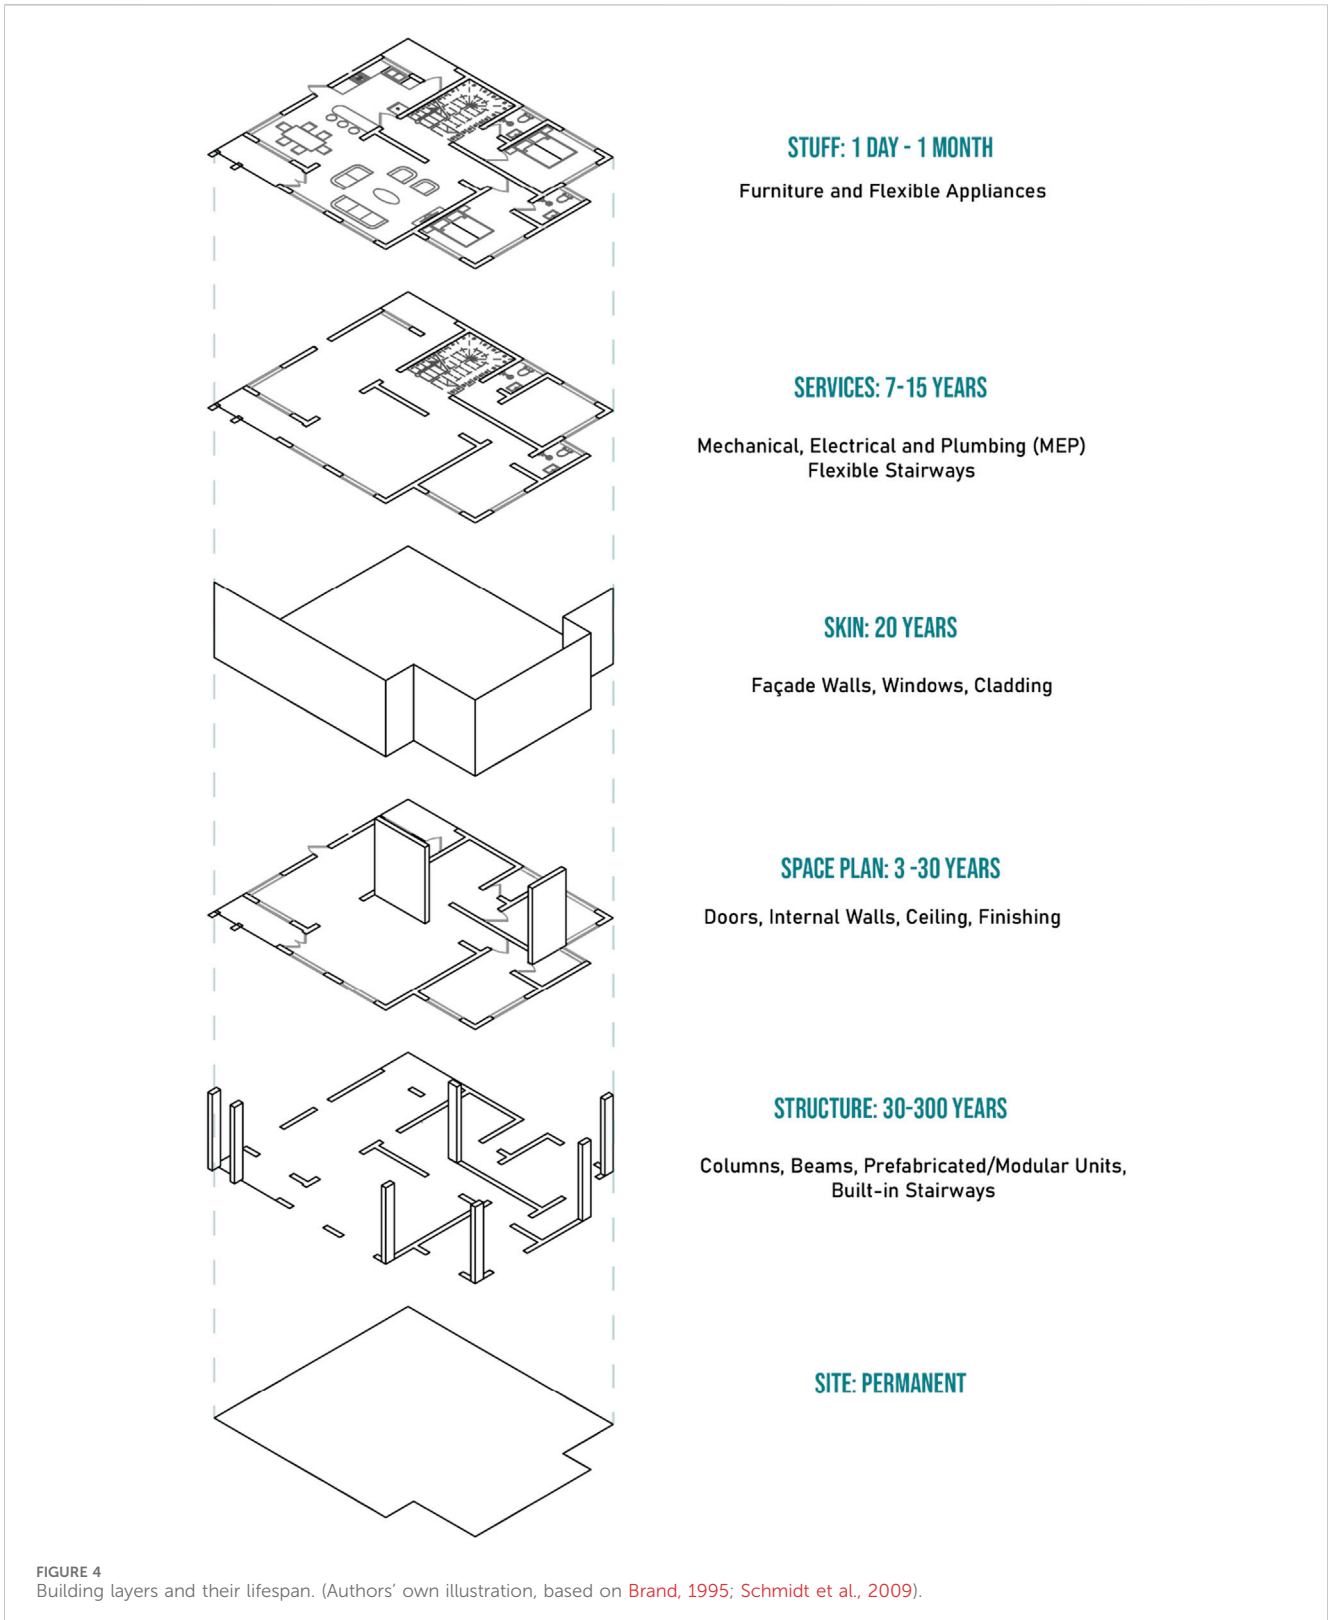 STUFF: 1 DAY - 1 MONTH
Furniture and Flexible Appliances
SERVICES: 7-15 YEARS
Mechanical, Electrical and Plumbing (MEP)
Flexible Stairways
SKIN: 20 YEARS
Façade Walls, Windows, Cladding
SPACE PLAN: 3 -30 YEARS
Doors, Internal Walls, Ceiling, Finishing
STRUCTURE: 30-300 YEARS
Columns, Beams, Prefabricated/Modular Units,
Built-in Stairways
SITE: PERMANENT
FIGURE 4
Building layers and their lifespan. (Authors' own illustration, based on Brand, 1995; Schmidt et al., 2009).